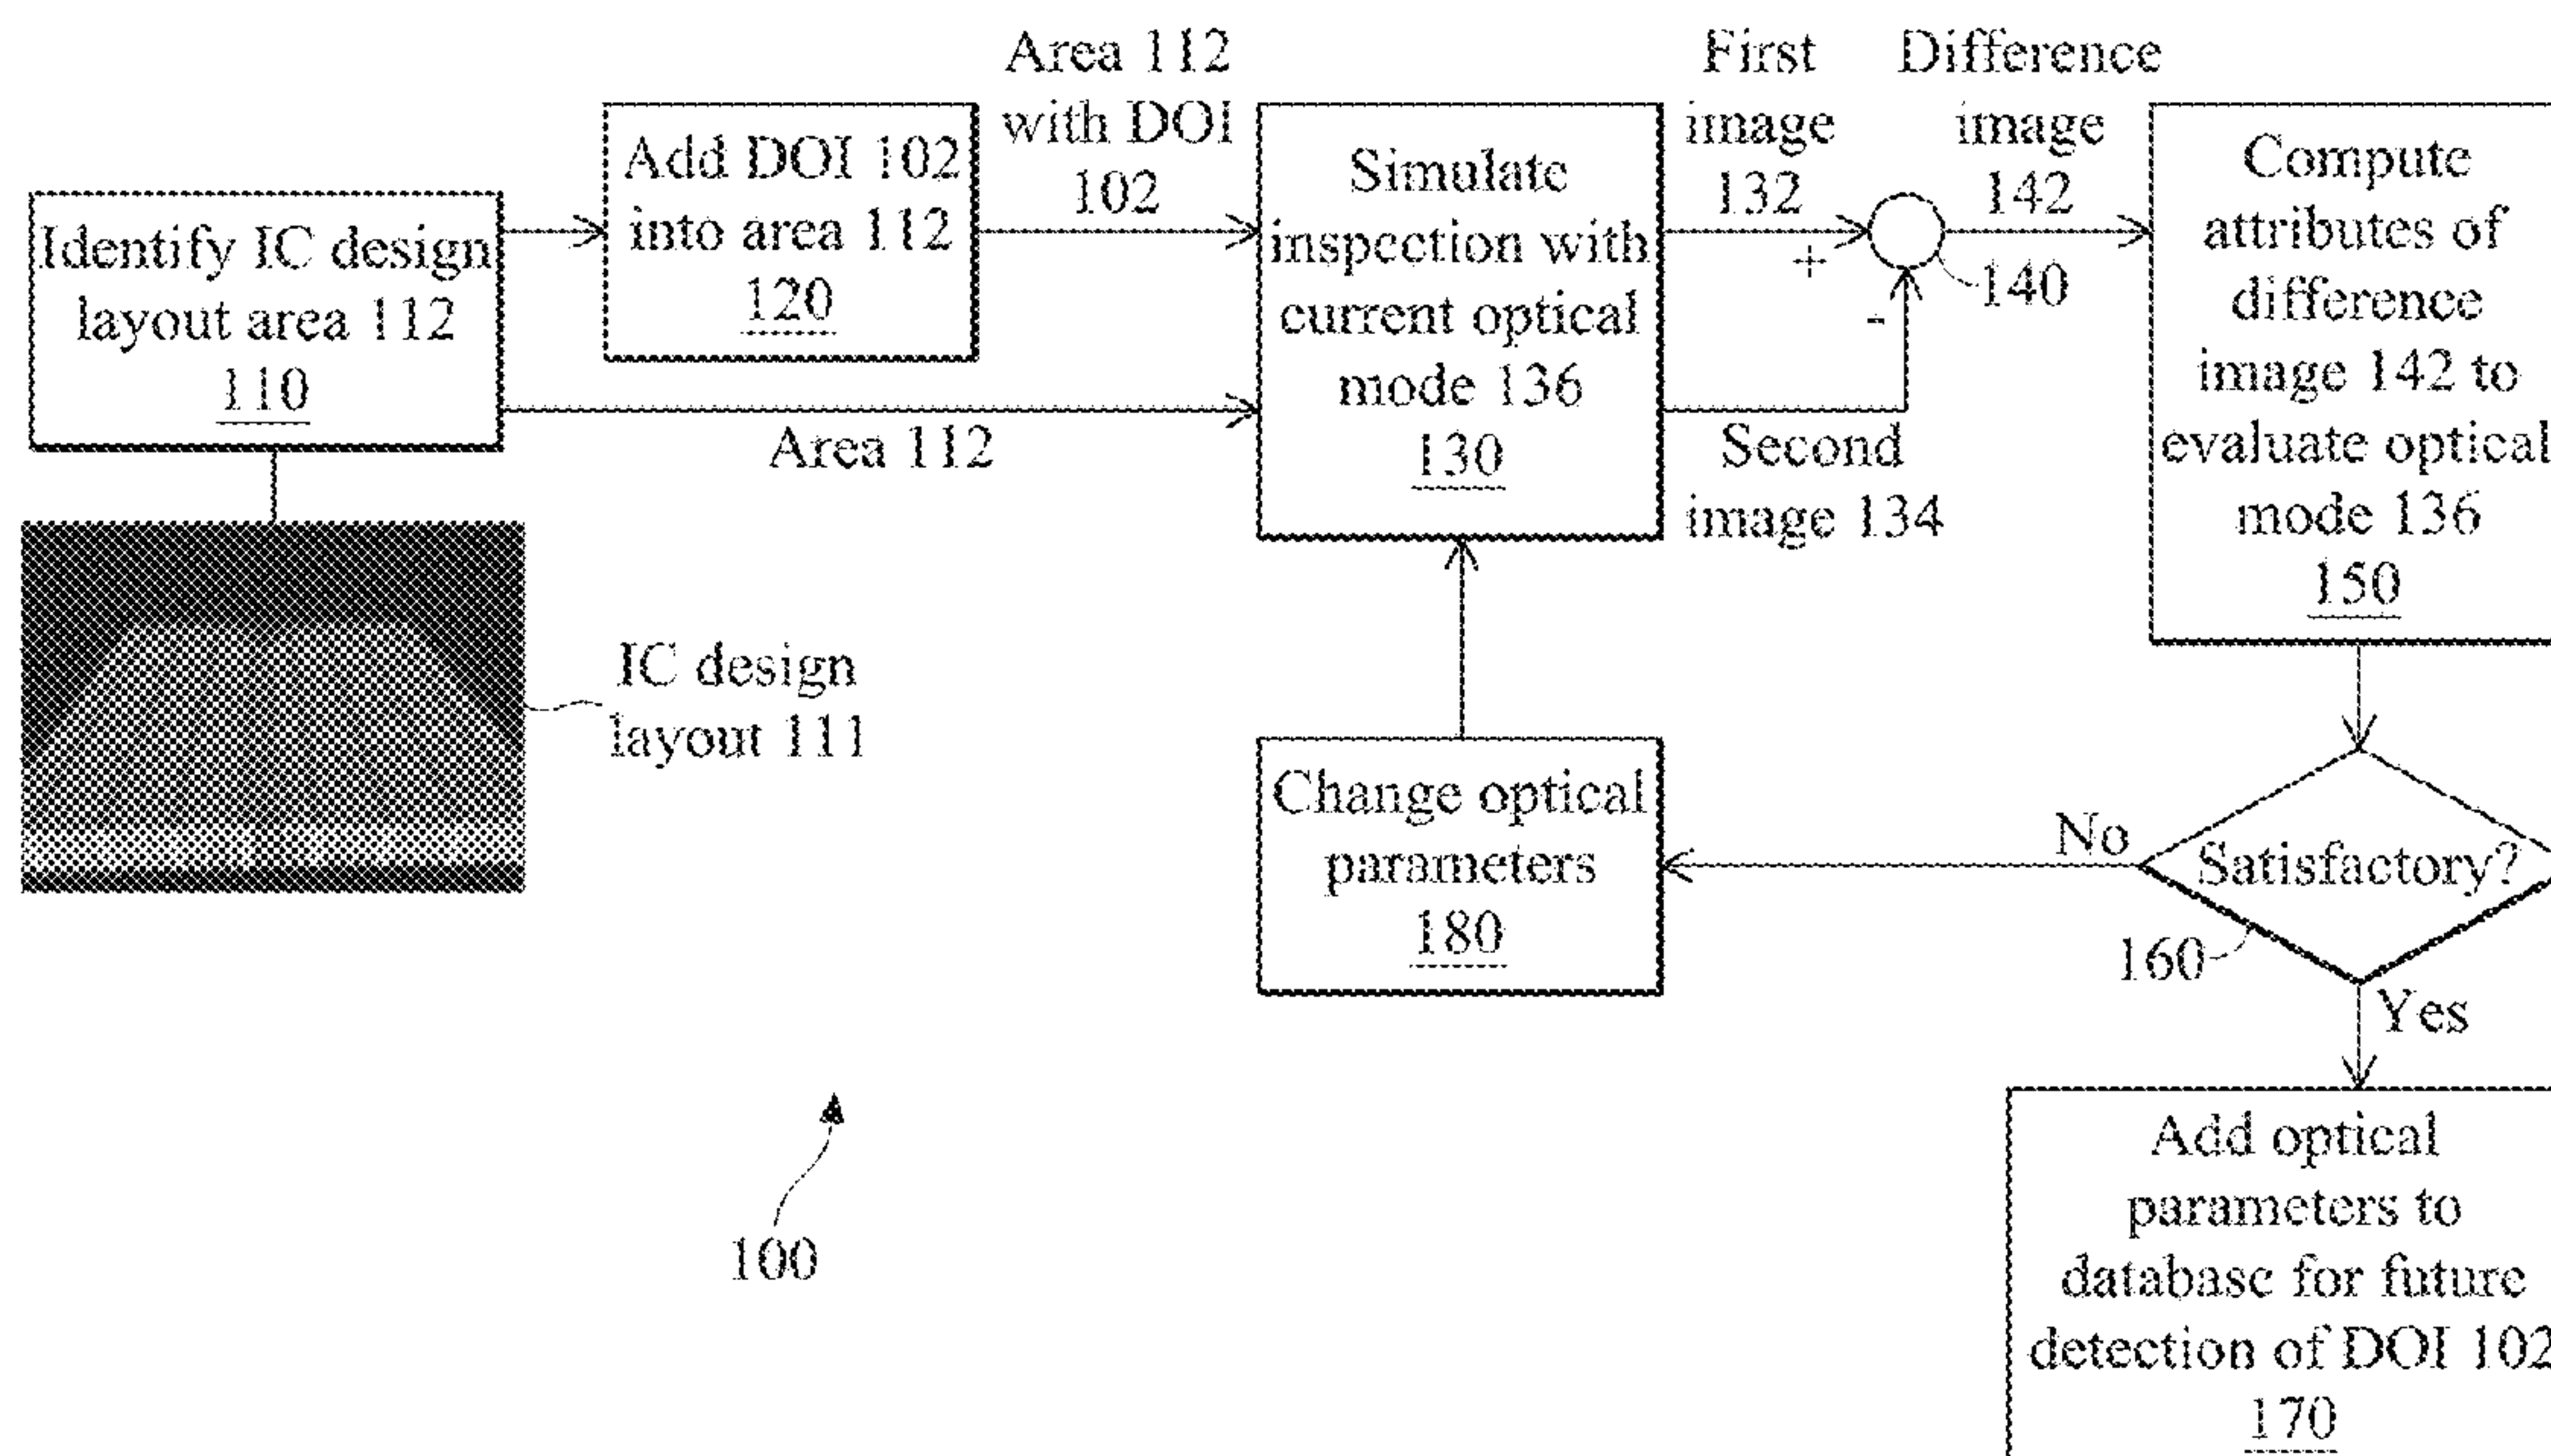 Identify IC design
layout area 112
110
Add DOI 102
into area 112
120
Area 112
with DOI
102
Area 112
Simulate
inspection with
current optical
mode 136
130
First
image
132
+
Second
image 134
-
140
Difference
image
142
Compute
attributes of
difference
image 142 to
evaluate optical
mode 136
150
IC design
layout 111
Change optical
parameters
180
No
Satisfactory?
160
Yes
Add optical
parameters to
database for future
detection of DOI 102
170
100